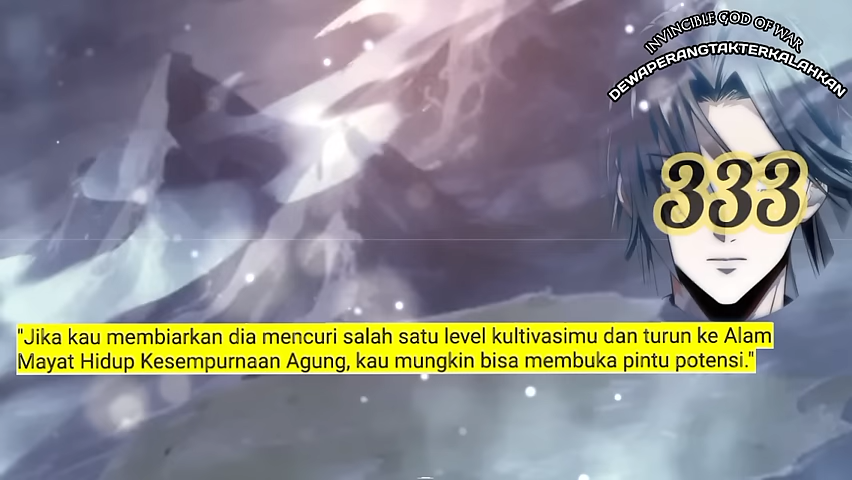 INVINCIBLE GOD OF WAR
DEWAPERANGTAKTERKALAHKAN
333
"Jika kau membiarkan dia mencuri salah satu level kultivasimu dan turun ke Alam
Mayat Hidup Kesempurnaan Agung, kau mungkin bisa membuka pintu potensi."